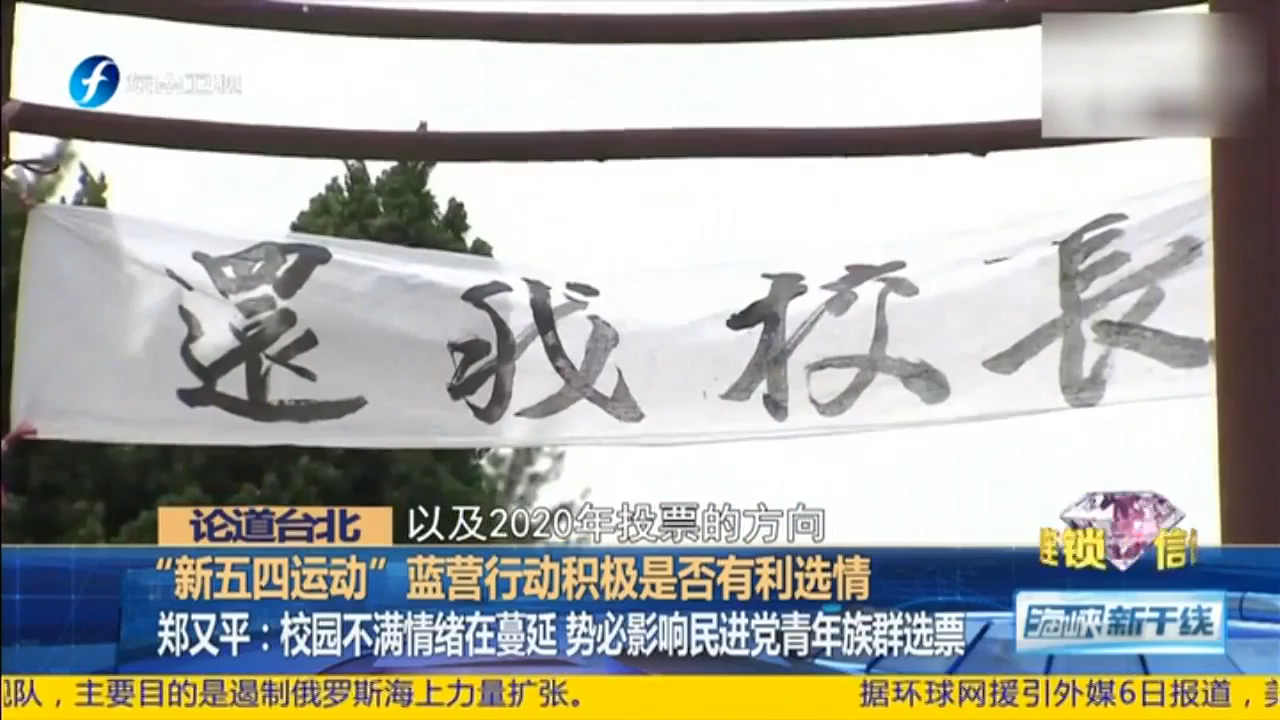 還我校長
论道台北
以及2020年投票的方向
锁
信
“新五四运动”蓝营行动积极是否有利选情
郑又平：校园不满情绪在蔓延 势必影响民进党青年族群选票
海峡新干线
队，主要目的是遏制俄罗斯海上力量扩张。
据环球网援引外媒6日报道，美